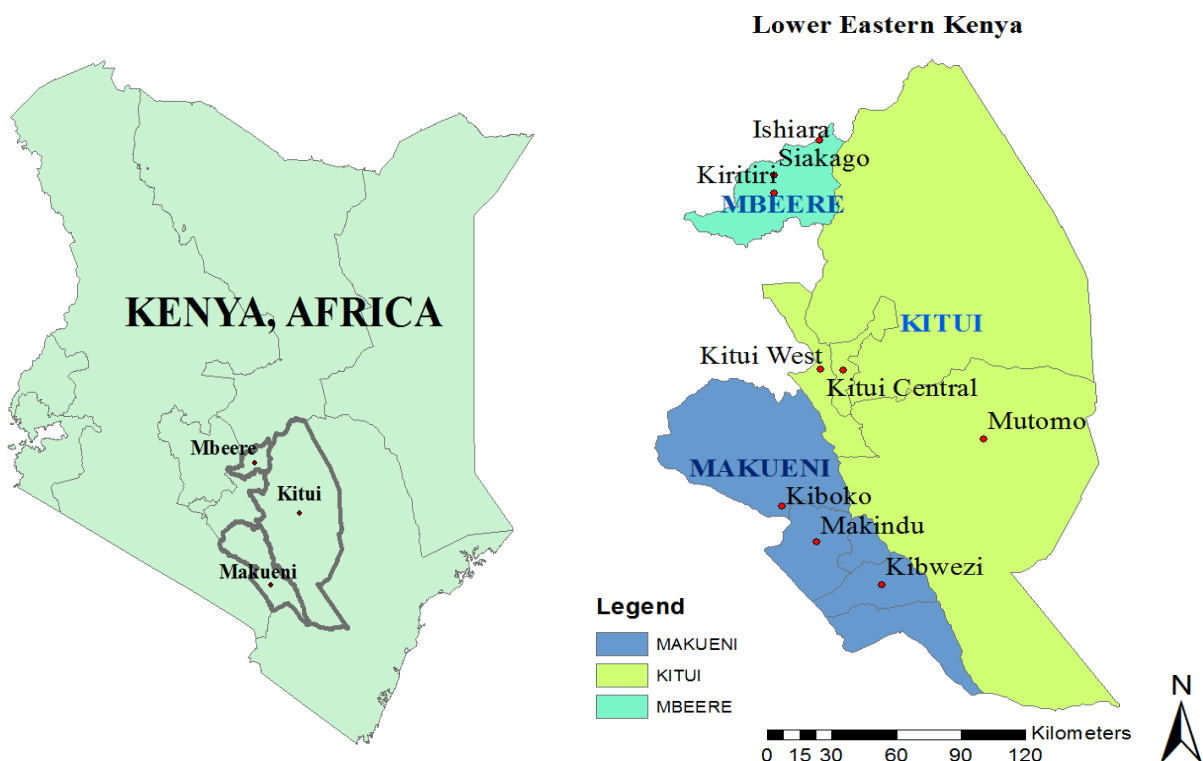 Lower Eastern Kenya
KENYA, AFRICA
Mbeere
Kitui
Makueni
Ishiara
Siakago
Kiritiri
MBEERE
KITUI
Kitui West
Kitui Central
Mutomo
MAKUENI
Kiboko
Makindu
Kibwezi
Legend
MAKUENI
KITUI
MBEERE
Kilometers
0 15 30 60 90 120
N